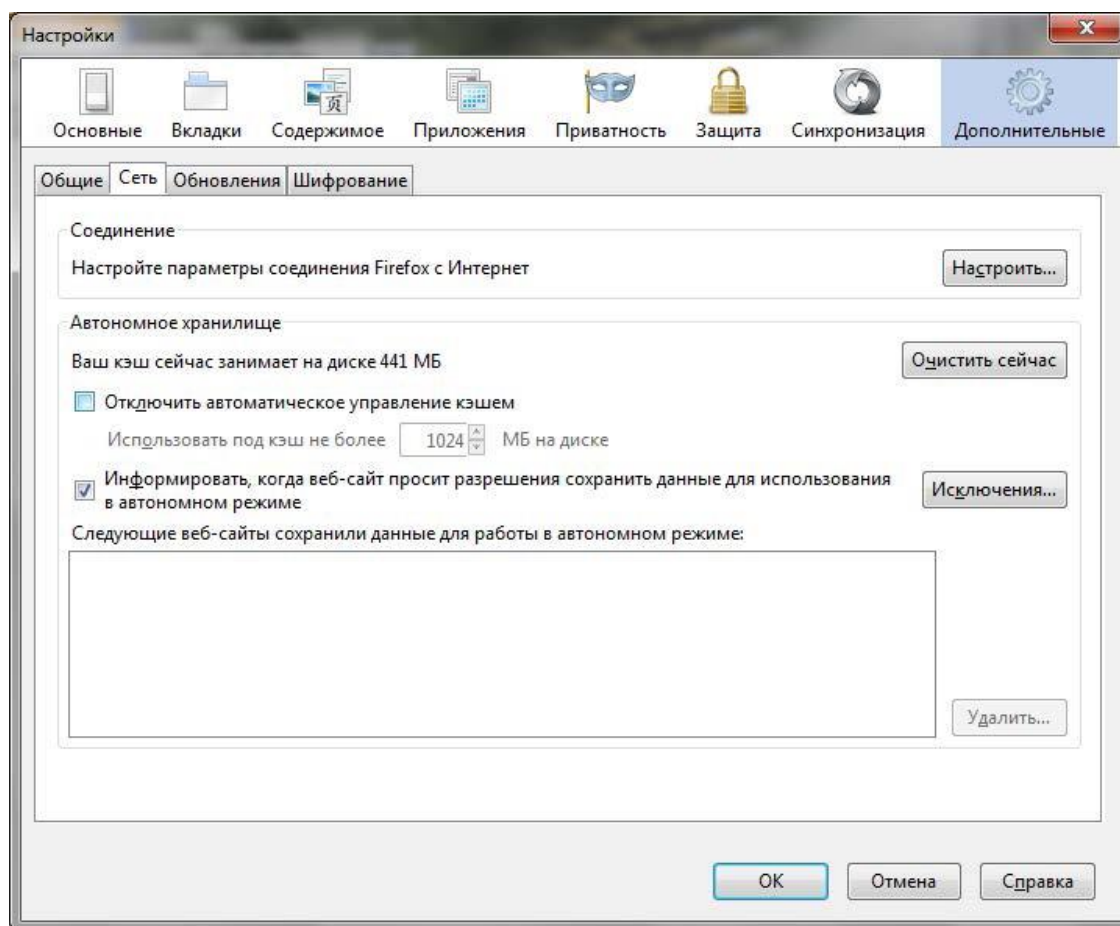 Настройки
Основные
Вкладки
页
Содержимое
Приложения
Приватность
Защита
Синхронизация
Дополнительные
Общие
Сеть
Обновления
Шифрование
Соединение
Настройте параметры соединения Firefox с Интернет
Настроить...
Автономное хранилище
Ваш кэш сейчас занимает на диске 441 МБ
Очистить сейчас
Отключить автоматическое управление кэшем
Использовать под кэш не более 1024 МБ на диске
Информировать, когда веб-сайт просит разрешения сохранить данные для использования
в автономном режиме
Исключения...
Следующие веб-сайты сохранили данные для работы в автономном режиме:
Удалить...
OK
Отмена
Справка